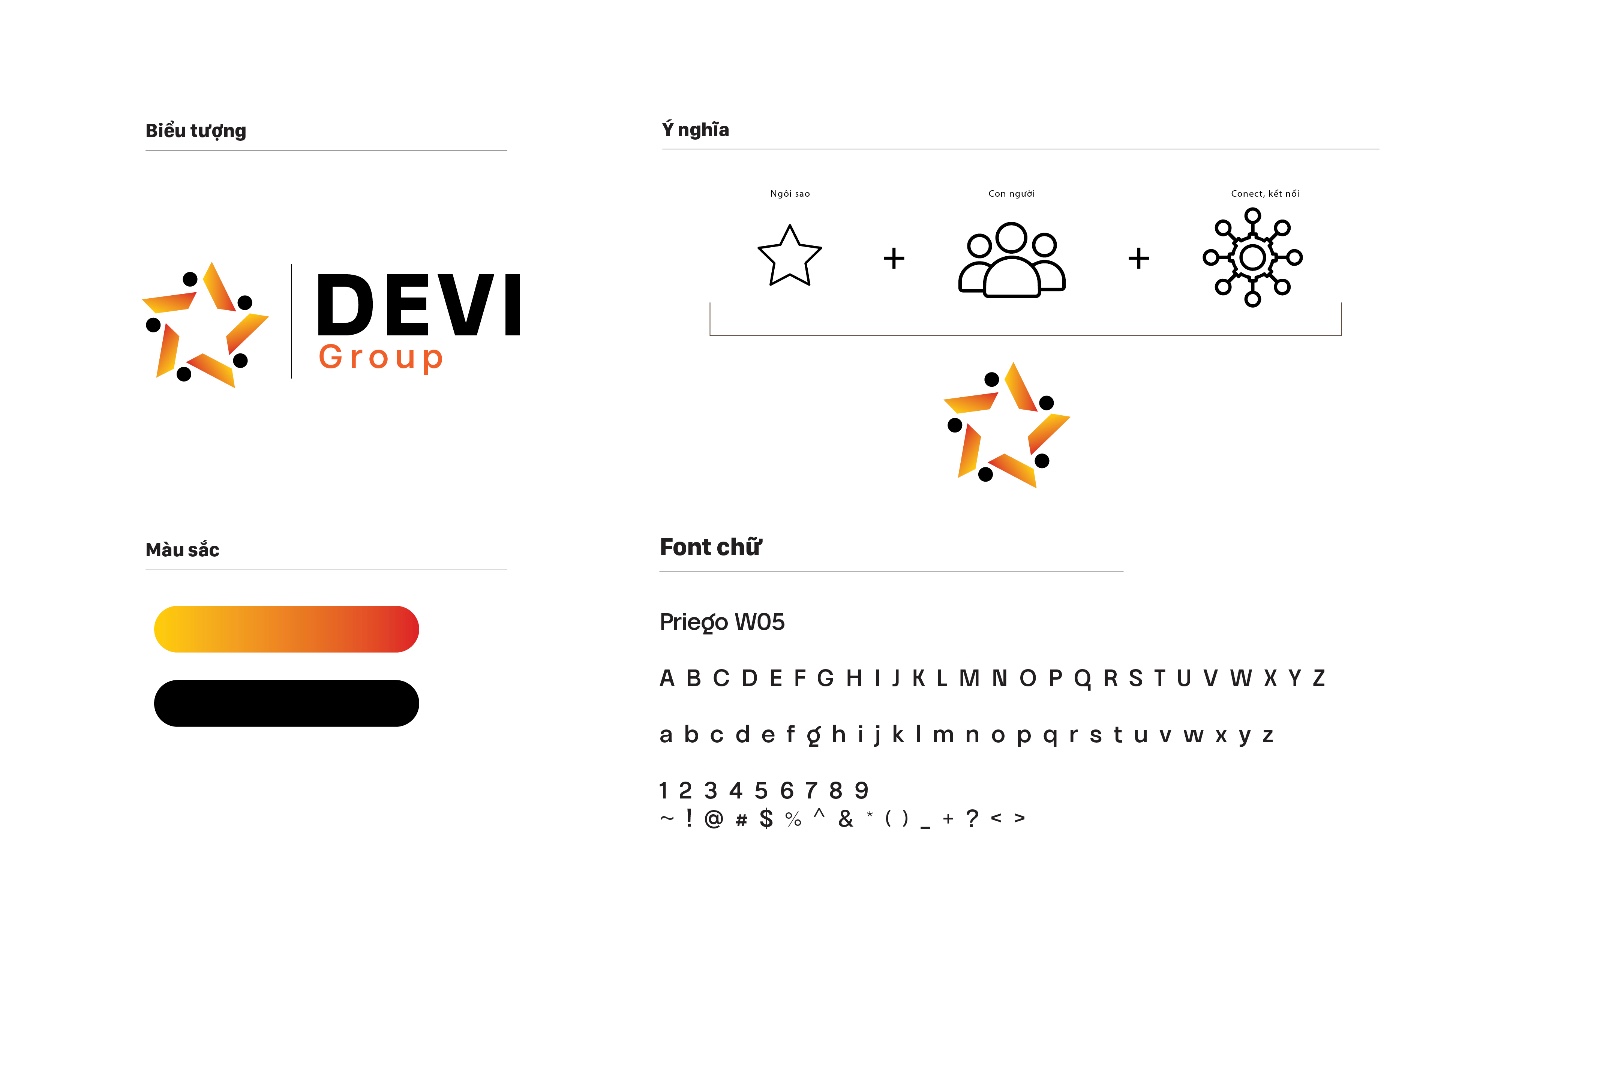 Biểu tượng
DEVI
Group
Ý nghĩa
Ngôi sao
+
Con người
+
Conect, kết nối
Màu sắc
Font chữ
Priego W05
A B C D E F G H I J K L M N O P Q R S T U V W X Y Z
a b c d e f g h i j k l m n o p q r s t u v w x y z
1 2 3 4 5 6 7 8 9
~ ! @ # $ % ^ & * ( ) _ + ? < >